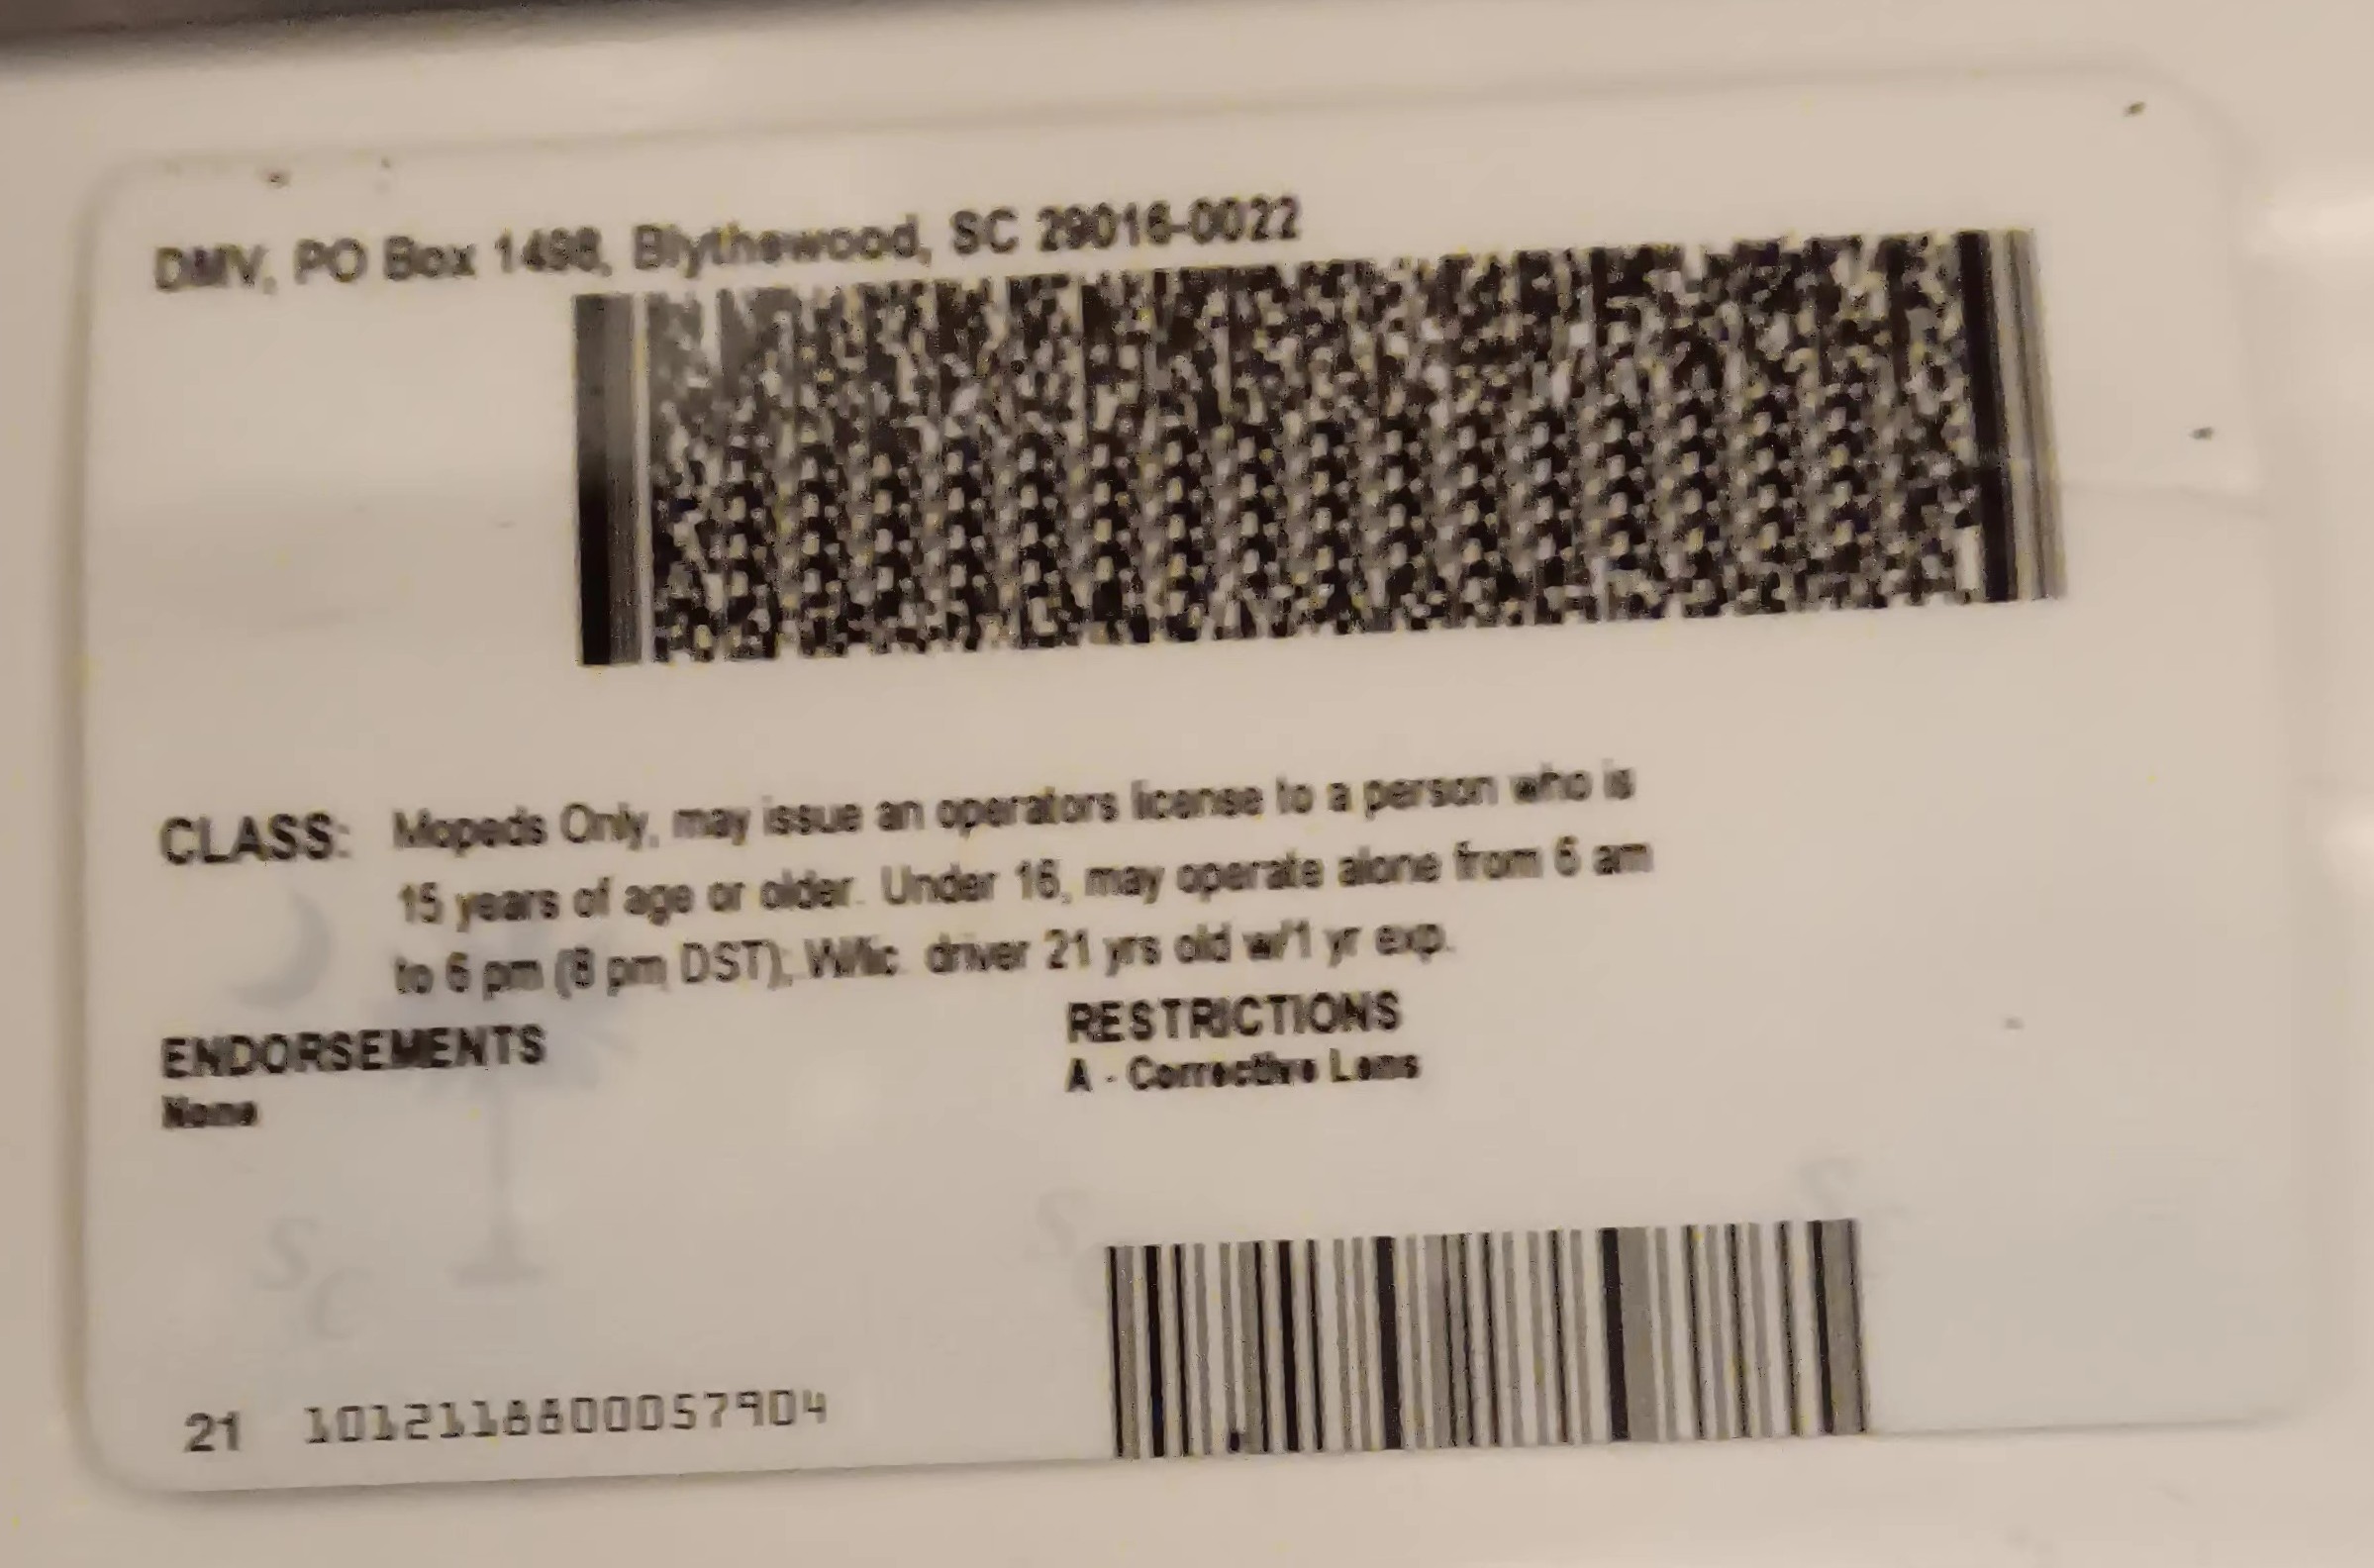 DMV, PO Box 1498, Blythewood, SC 29016-0022
CLASS: Mopeds Only, may issue an operators license to a person who is
15 years of age or older. Under 16, may operate alone from 6 am
to 6 pm (8 pm DST); W/lic driver 21 yrs old w/1 yr exp.
ENDORSEMENTS
None
RESTRICTIONS
A - Corrective Lens
S C
S
S
21 1012118800057904